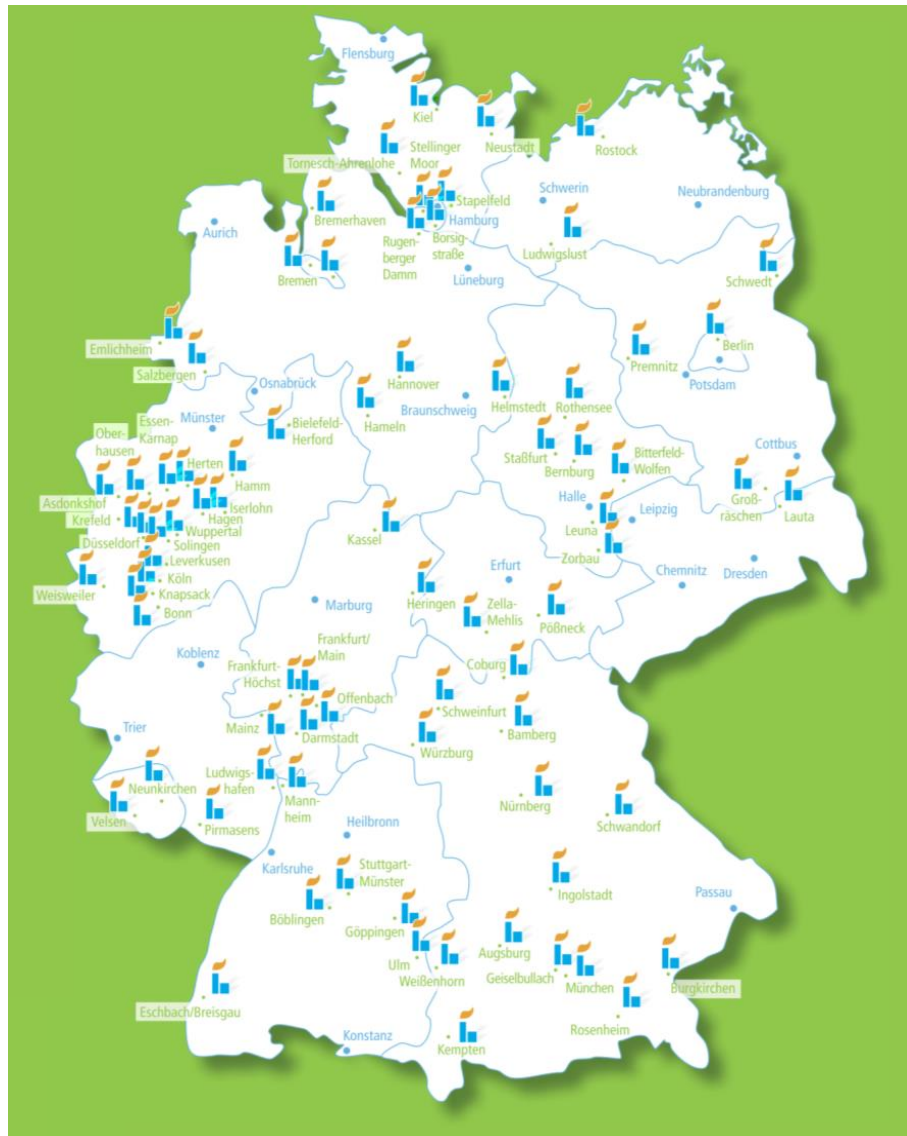 Flensburg
Kiel
Neustadt
Rostock
Stellinger
Moor
Tornesch-Ahrenlohe
Stapelfeld
Schwerin
Neubrandenburg
Bremerhaven
Hamburg
Aurich
Rugen-
berger
Damm
Borsig-
straße
Ludwigslust
Bremen
Lüneburg
Schwedt
Emlichheim
Salzbergen
Hannover
Berlin
Premnitz
Potsdam
Osnabrück
Helmstedt
Rothensee
Braunschweig
Hameln
Münster
Bielefeld-
Herford
Essen-
Karnap
Ober-
hausen
Herten
Hamm
Staßfurt
Bernburg
Bitterfeld-
Wolfen
Cottbus
Asdonkshof
Iserlohn
Hagen
Krefeld
Wuppertal
Düsseldorf
Solingen
Leverkusen
Köln
Knapsack
Bonn
Weisweiler
Kassel
Halle
Leuna
Leipzig
Zorbau
Groß-
räschen
Lauta
Erfurt
Chemnitz
Dresden
Marburg
Heringen
Zella-
Mehlis
Pößneck
Koblenz
Frankfurt/
Main
Frankfurt-
Höchst
Offenbach
Coburg
Schweinfurt
Bamberg
Mainz
Darmstadt
Würzburg
Trier
Ludwigs-
hafen
Mann-
heim
Neunkirchen
Velsen
Pirmasens
Nürnberg
Schwandorf
Heilbronn
Karlsruhe
Stuttgart-
Münster
Böblingen
Göppingen
Ingolstadt
Passau
Ulm
Weißenhorn
Augsburg
Geiselbullach
München
Burgkirchen
Rosenheim
Eschbach/Breisgau
Konstanz
Kempten